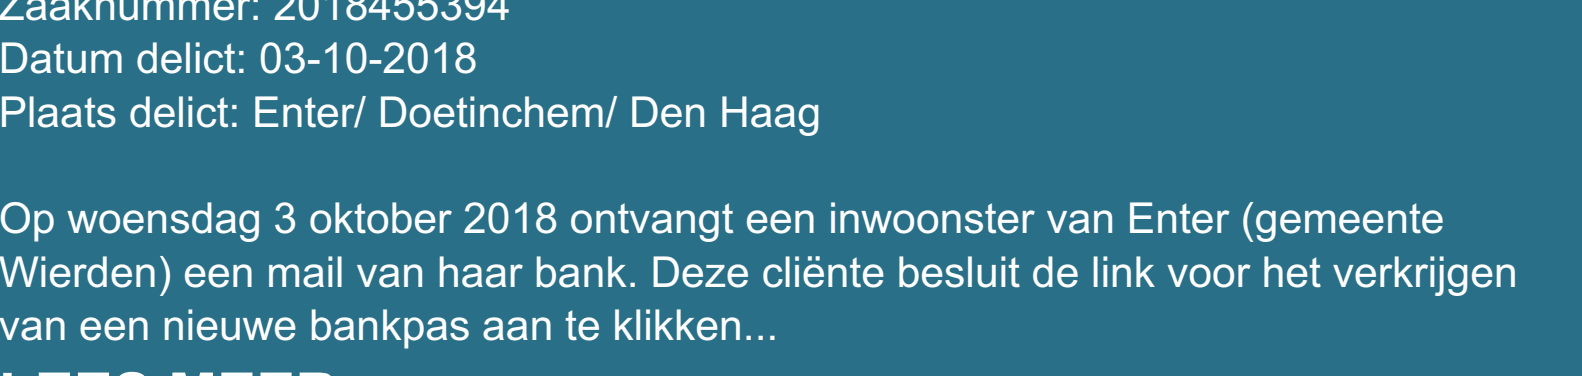 Zaaknummer: 2018455394
Datum delict: 03-10-2018
Plaats delict: Enter/ Doetinchem/ Den Haag
Op woensdag 3 oktober 2018 ontvangt een inwoonster van Enter (gemeente
Wierden) een mail van haar bank. Deze cliënte besluit de link voor het verkrijgen
van een nieuwe bankpas aan te klikken...
LEES MEER